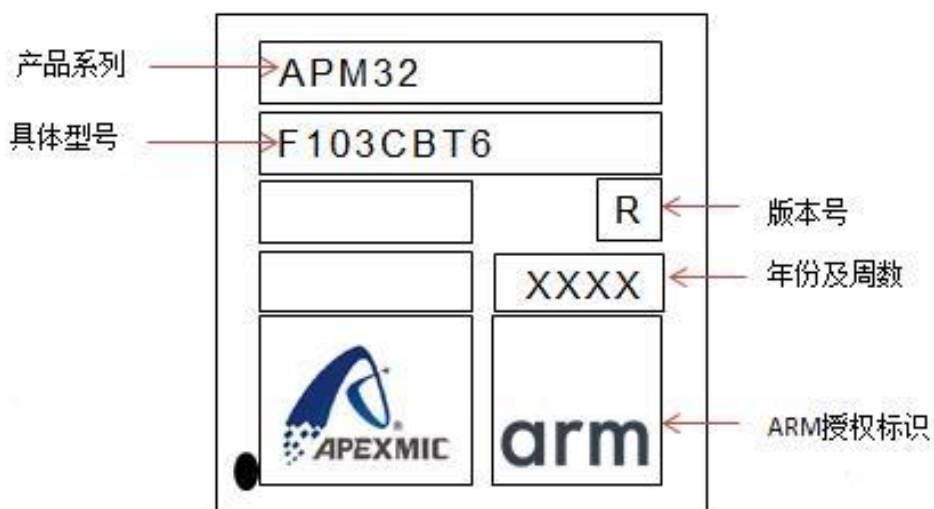 产品系列
APM32
具体型号
F103CBT6
R
版本号
XXXX
年份及周数
APEXMIC
®
arm
ARM授权标识